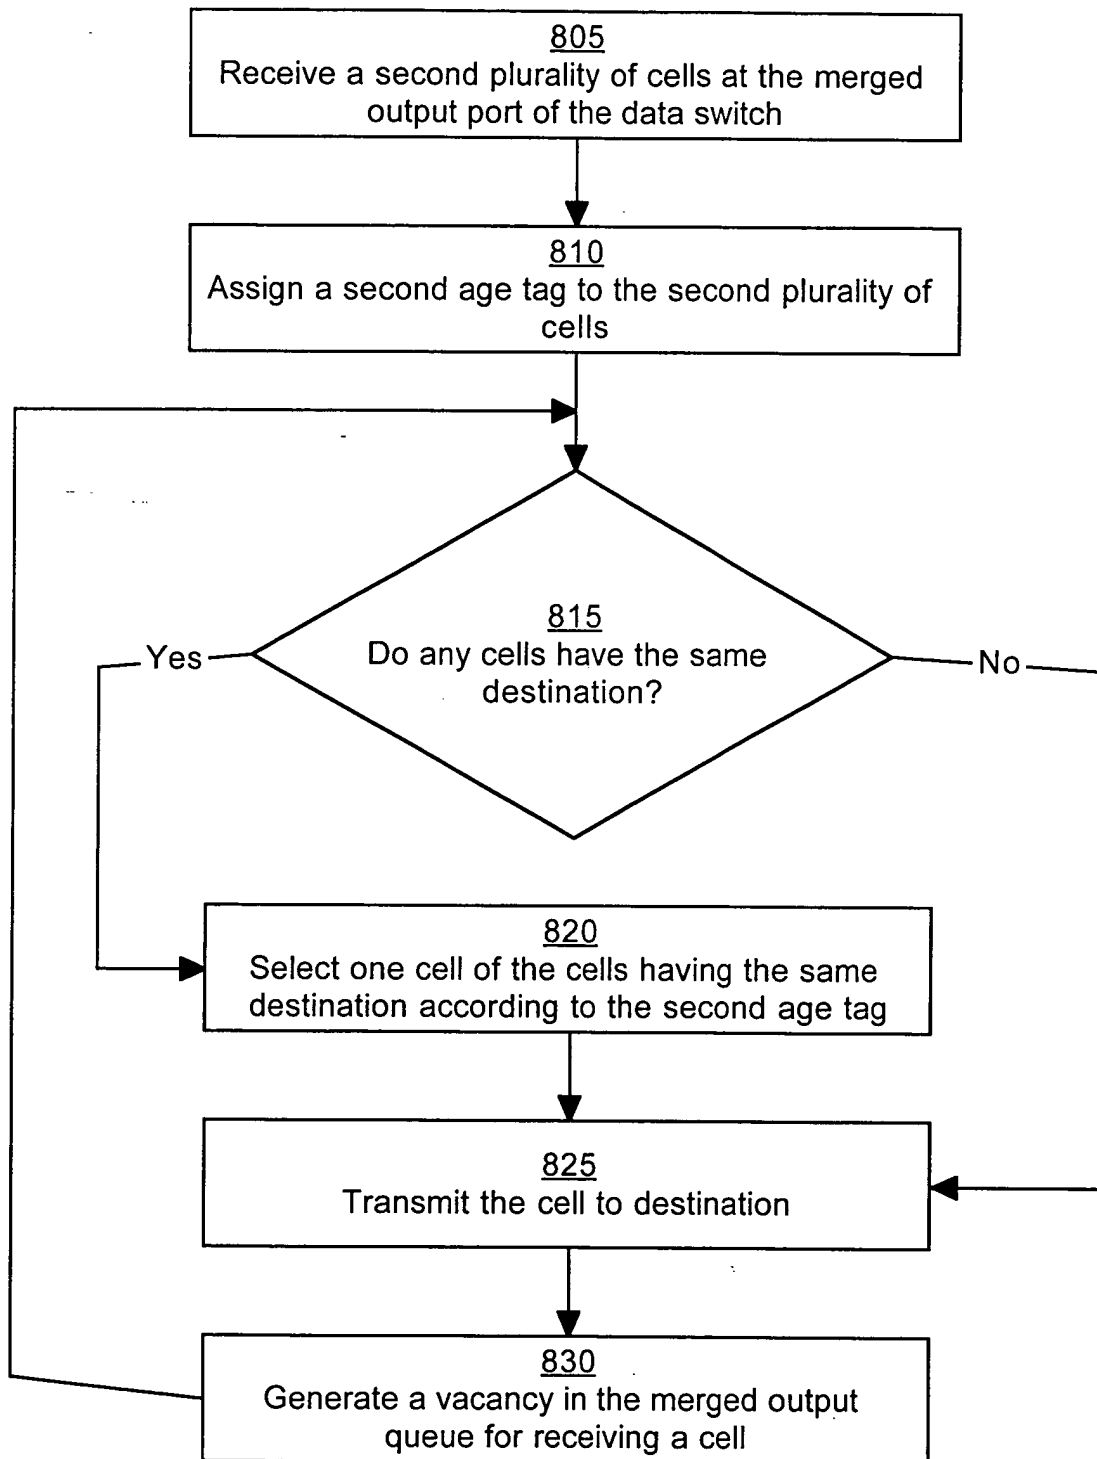 805
Receive a second plurality of cells at the merged
output port of the data switch
810
Assign a second age tag to the second plurality of
cells
815
Do any cells have the same
destination?
Yes
No
820
Select one cell of the cells having the same
destination according to the second age tag
825
Transmit the cell to destination
830
Generate a vacancy in the merged output
queue for receiving a cell